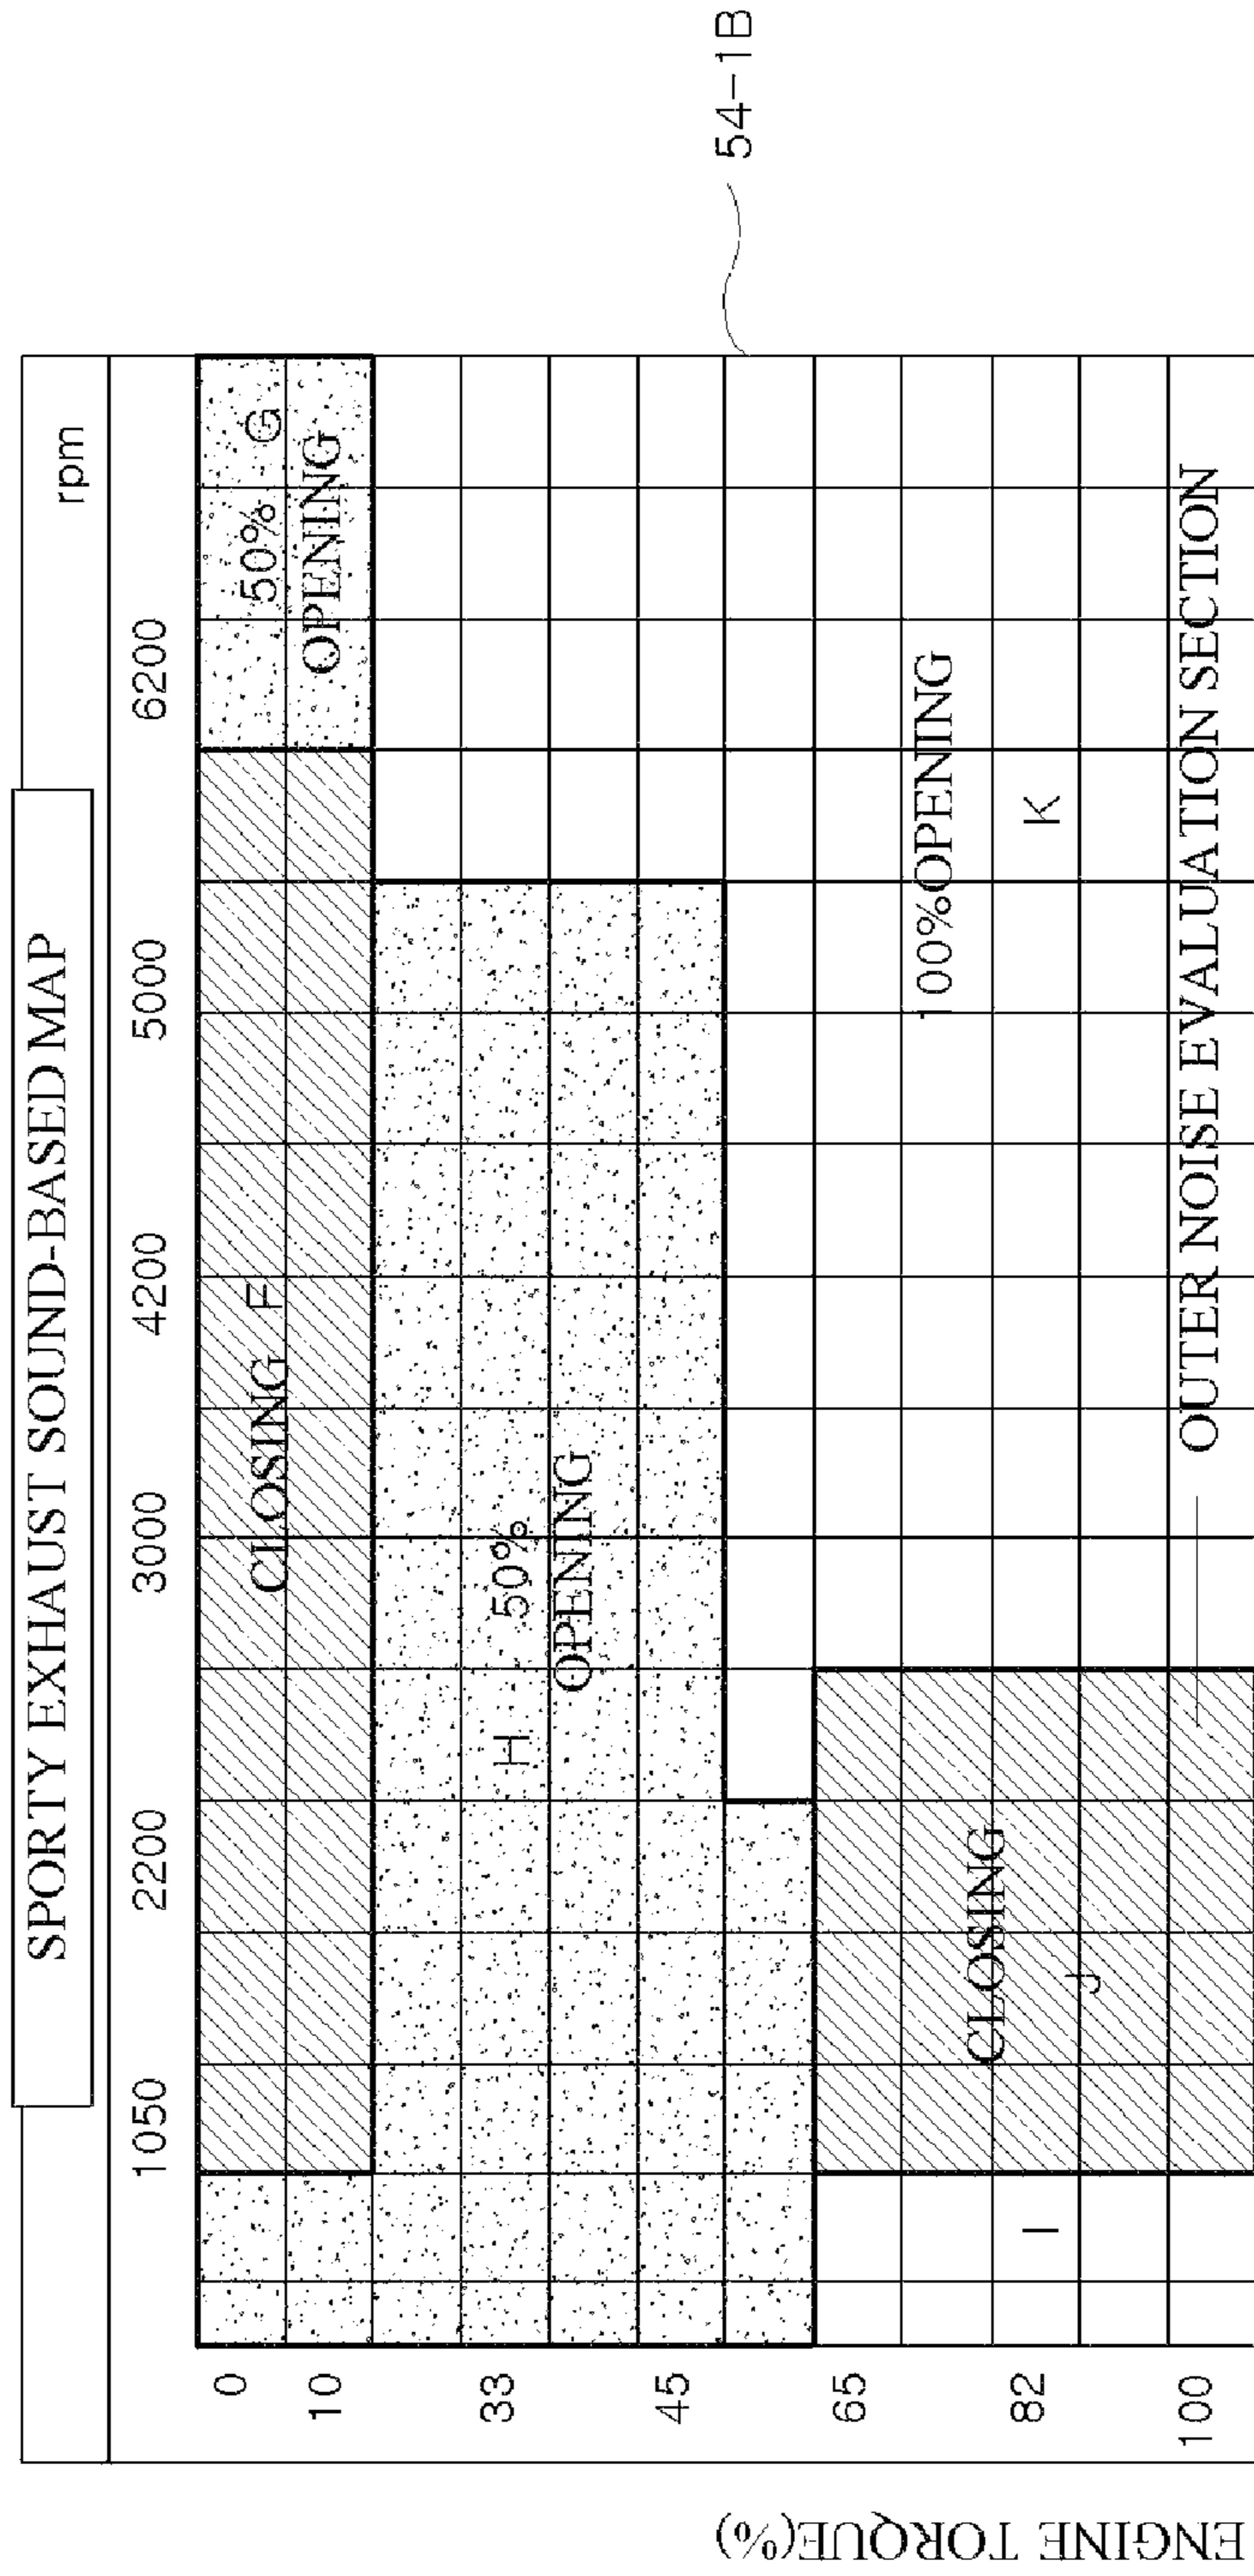 SPORTY EXHAUST SOUND-BASED MAP
rpm
1050 2200 3000 4200 5000 6200
ENGINE TORQUE(%)
0
10
33
45
65
82
100
CLOSING F
50% G
OPENING
H 50%
OPENING
100%OPENING
K
CLOSING
J
I
OUTER NOISE EVALUATION SECTION
54-1B